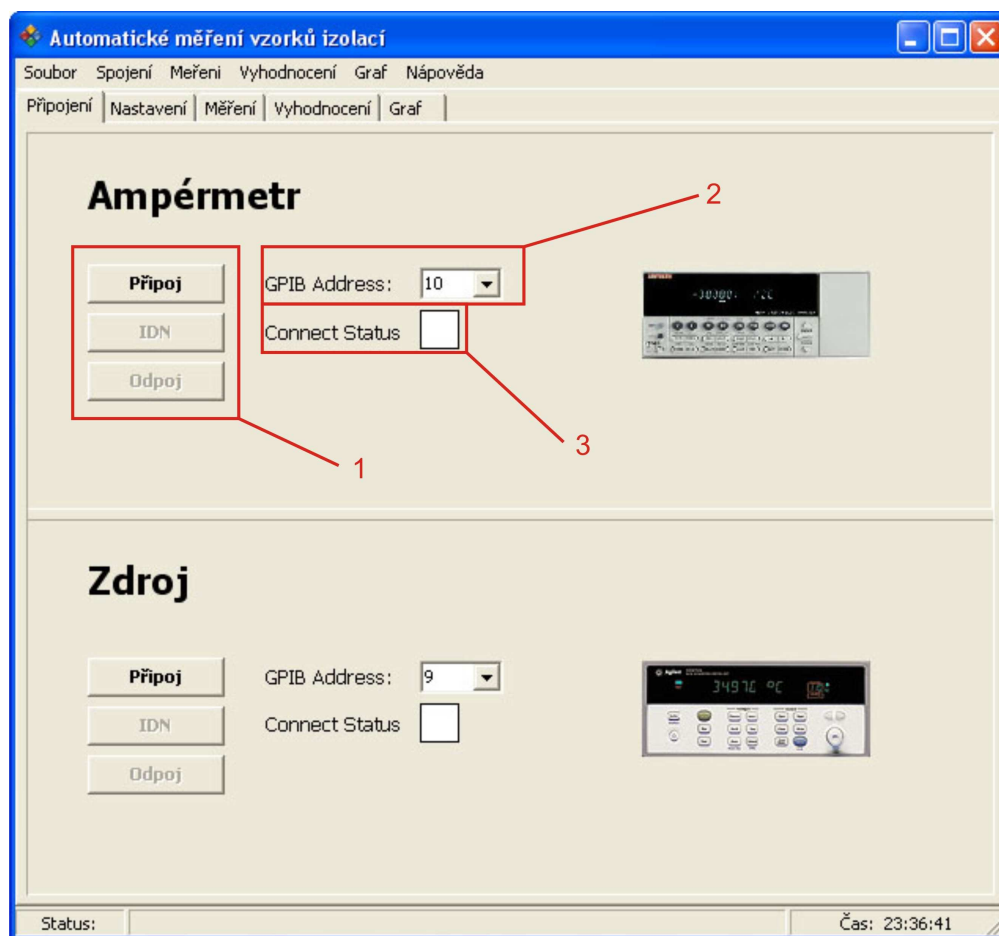 Automatické měření vzorků izolací
Soubor Spojení Meřeni Vyhodnocení Graf Nápověda
Připojení Nastavení Měření Vyhodnocení Graf
Ampérmetr
2
Připoj
GPIB Address: 10
IDN
Connect Status
Odpoj
3
1
Zdroj
Připoj
GPIB Address: 9
Agilent
IDN
Connect Status
Odpoj
Status:
Čas: 23:36:41